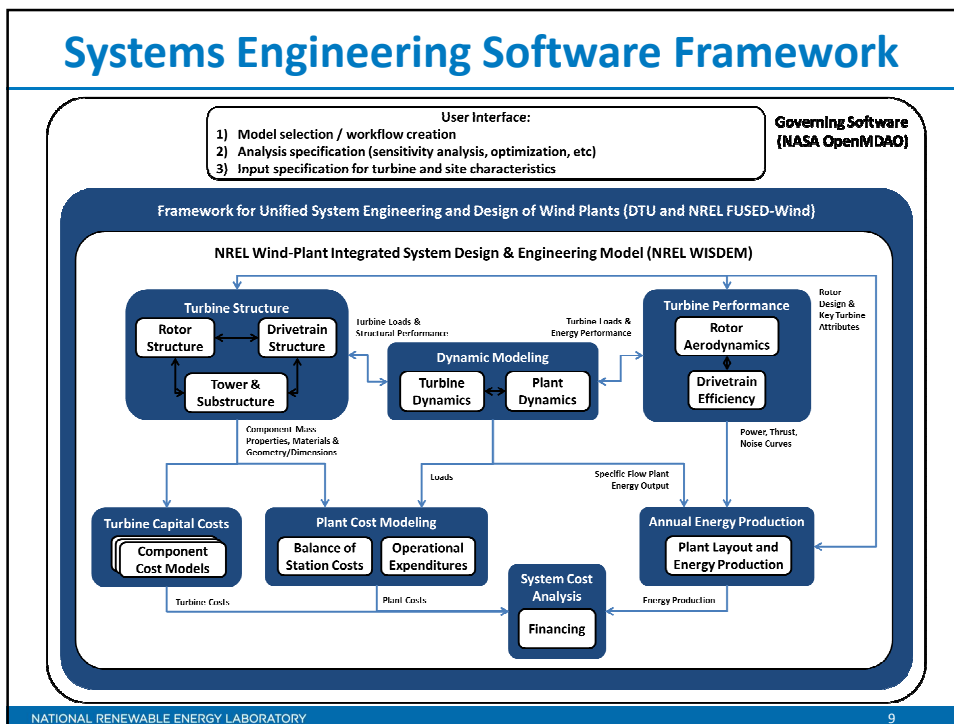 Systems Engineering Software Framework
User Interface:
1) Model selection / workflow creation
2) Analysis specification (sensitivity analysis, optimization, etc)
3) Input specification for turbine and site characteristics
Governing Software
(NASA OpenMDAO)
Framework for Unified System Engineering and Design of Wind Plants (DTU and NREL FUSED-Wind)
NREL Wind-Plant Integrated System Design & Engineering Model (NREL WISDEM)
Turbine Structure
Rotor
Structure
Drivetrain
Structure
Tower &
Substructure
Turbine Loads &
Structural Performance
Dynamic Modeling
Turbine
Dynamics
Plant
Dynamics
Turbine Loads &
Energy Performance
Turbine Performance
Rotor
Aerodynamics
Drivetrain
Efficiency
Rotor
Design &
Key Turbine
Attributes
Component Mass
Properties, Materials &
Geometry/Dimensions
Loads
Specific Flow Plant
Energy Output
Power, Thrust,
Noise Curves
Turbine Capital Costs
Component
Cost Models
Plant Cost Modeling
Balance of
Station Costs
Operational
Expenditures
Annual Energy Production
Plant Layout and
Energy Production
System Cost
Analysis
Financing
Turbine Costs
Plant Costs
Energy Production
NATIONAL RENEWABLE ENERGY LABORATORY
9